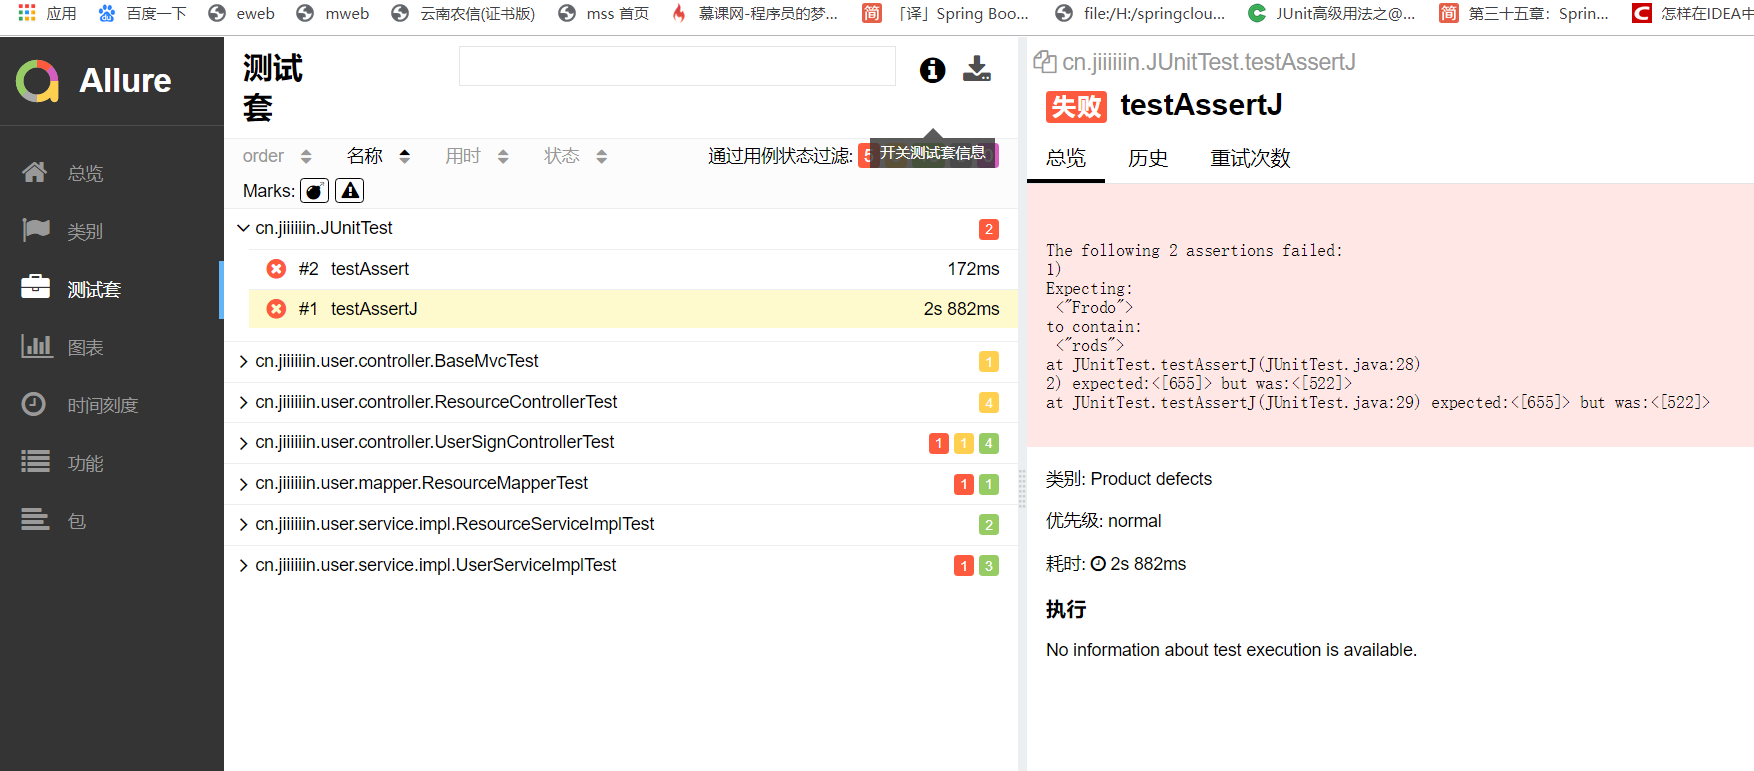 应用
百度一下
eweb
mweb
云南农信(证书版)
mss 首页
慕课网-程序员的梦...
「译」Spring Boo...
file:/H:/springclou...
JUnit高级用法之@...
第三十五章：Sprin...
怎样在IDEA中
Allure
总览
类别
测试套
图表
时间刻度
功能
包
测试
套
order 名称 用时 状态 通过用例状态过滤: 5
开关测试套信息
Marks:
cn.jiiiiiin.JUnitTest 2
#2 testAssert 172ms
#1 testAssertJ 2s 882ms
cn.jiiiiiin.user.controller.BaseMvcTest 1
cn.jiiiiiin.user.controller.ResourceControllerTest 4
cn.jiiiiiin.user.controller.UserSignControllerTest 1 1 4
cn.jiiiiiin.user.mapper.ResourceMapperTest 1 1
cn.jiiiiiin.user.service.impl.ResourceServiceImplTest 2
cn.jiiiiiin.user.service.impl.UserServiceImplTest 1 3
cn.jiiiiiin.JUnitTest.testAssertJ
失败 testAssertJ
总览 历史 重试次数
The following 2 assertions failed:
1)
Expecting:
<"Frodo">
to contain:
<"rods">
at JUnitTest.testAssertJ(JUnitTest.java:28)
2) expected:<[655]> but was:<[522]>
at JUnitTest.testAssertJ(JUnitTest.java:29) expected:<[655]> but was:<[522]>
类别: Product defects
优先级: normal
耗时: 2s 882ms
执行
No information about test execution is available.